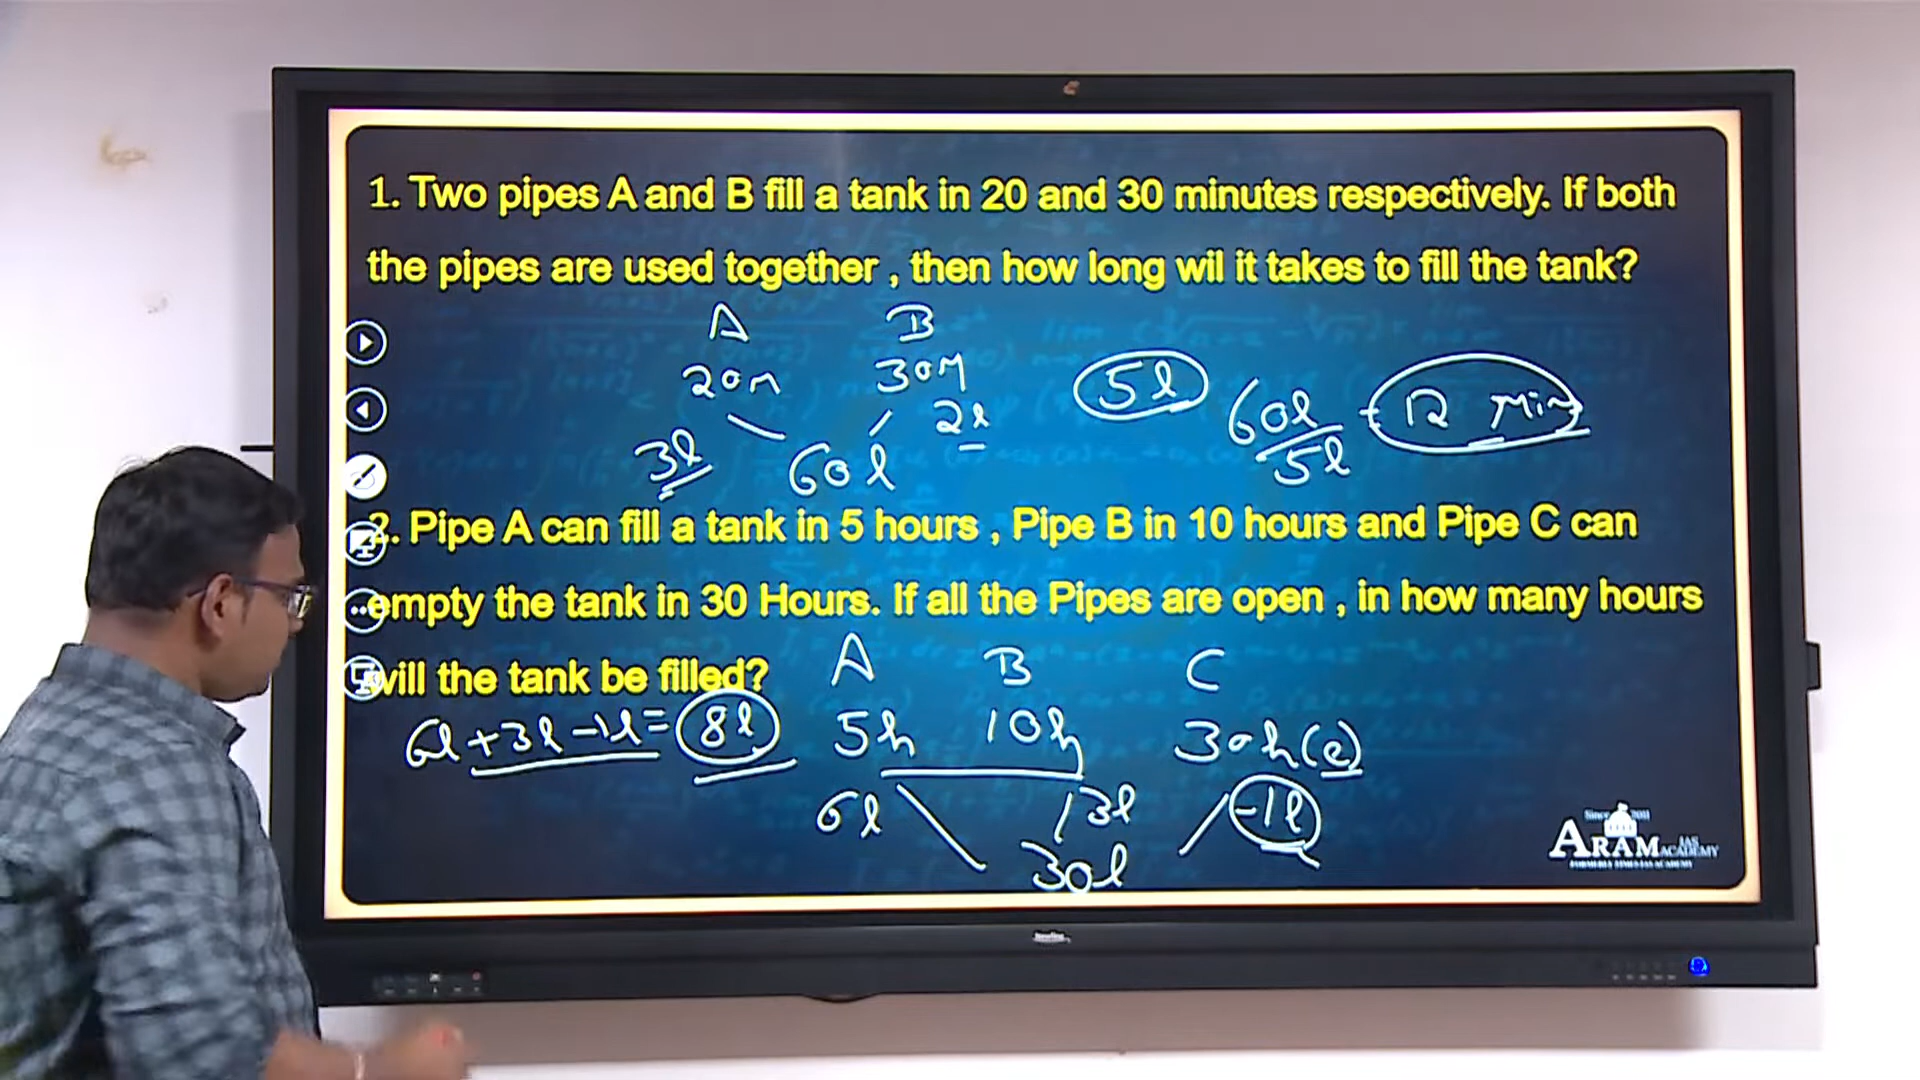 1. Two pipes A and B fill a tank in 20 and 30 minutes respectively. If both
the pipes are used together , then how long wil it takes to fill the tank?
A B
20m 30m
5l
2l
60l/5l = 12 Min
3l 60l
2. Pipe A can fill a tank in 5 hours , Pipe B in 10 hours and Pipe C can
empty the tank in 30 Hours. If all the Pipes are open , in how many hours
will the tank be filled?
A B C
6l + 3l - 1l = 8l
5h 10h 30h(e)
6l 3l -1l
30l
Since 2011
ARAM IAS
ACADEMY